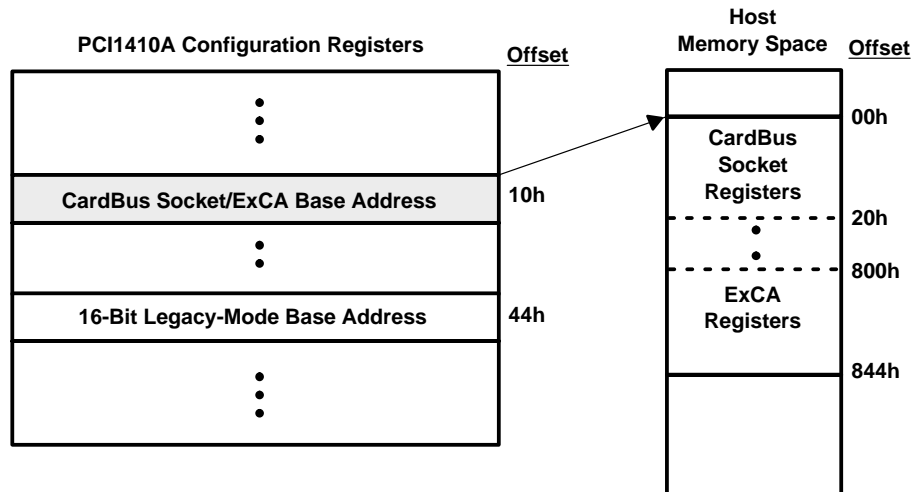 PCI1410A Configuration Registers
Offset
CardBus Socket/ExCA Base Address
10h
16-Bit Legacy-Mode Base Address
44h
Host
Memory Space
Offset
00h
CardBus
Socket
Registers
20h
800h
ExCA
Registers
844h